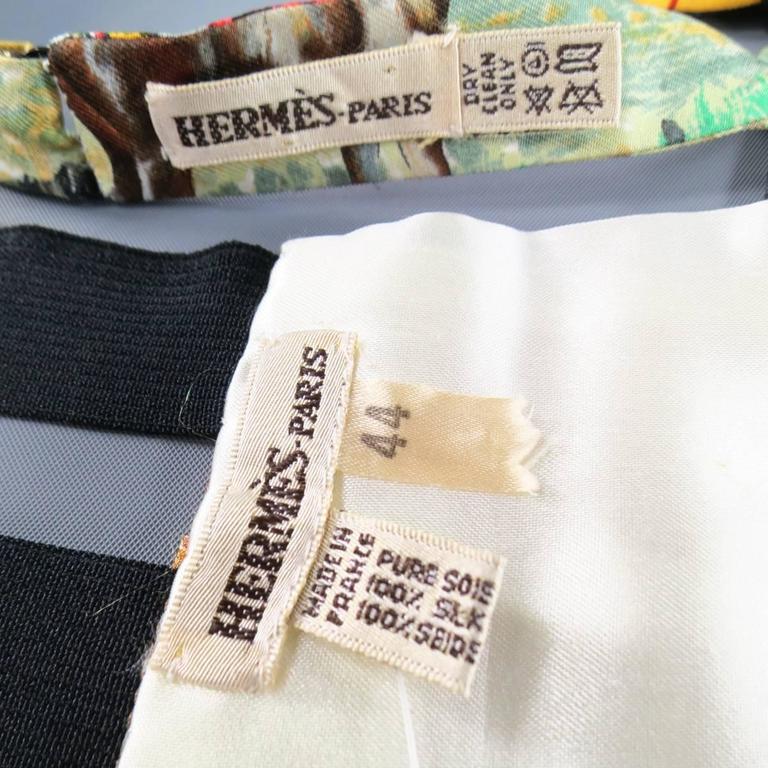 HERMÈS-PARIS
DRY
CLEAN
ONLY
HERMÈS-PARIS
44
MADE IN
FRANCE
PURE SOIE
100% SILK
100% SEIDE